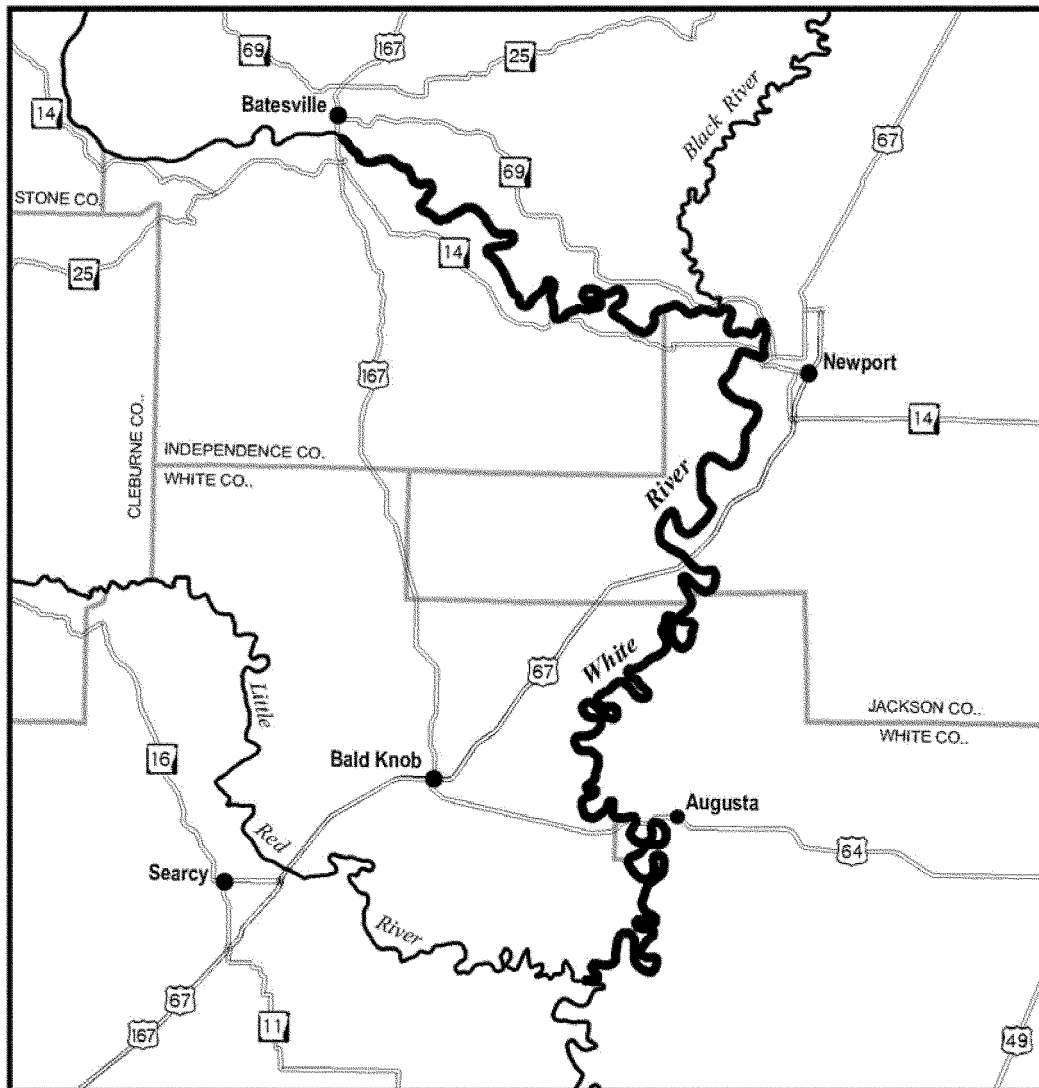 167
69
25
Batesville
14
Black River
67
69
STONE CO.
14
25
167
Newport
14
CLEBURNE CO..
INDEPENDENCE CO.
WHITE CO..
River
White
67
Little
JACKSON CO..
WHITE CO..
16
Bald Knob
Augusta
Red
64
Searcy
River
67
167
11
49